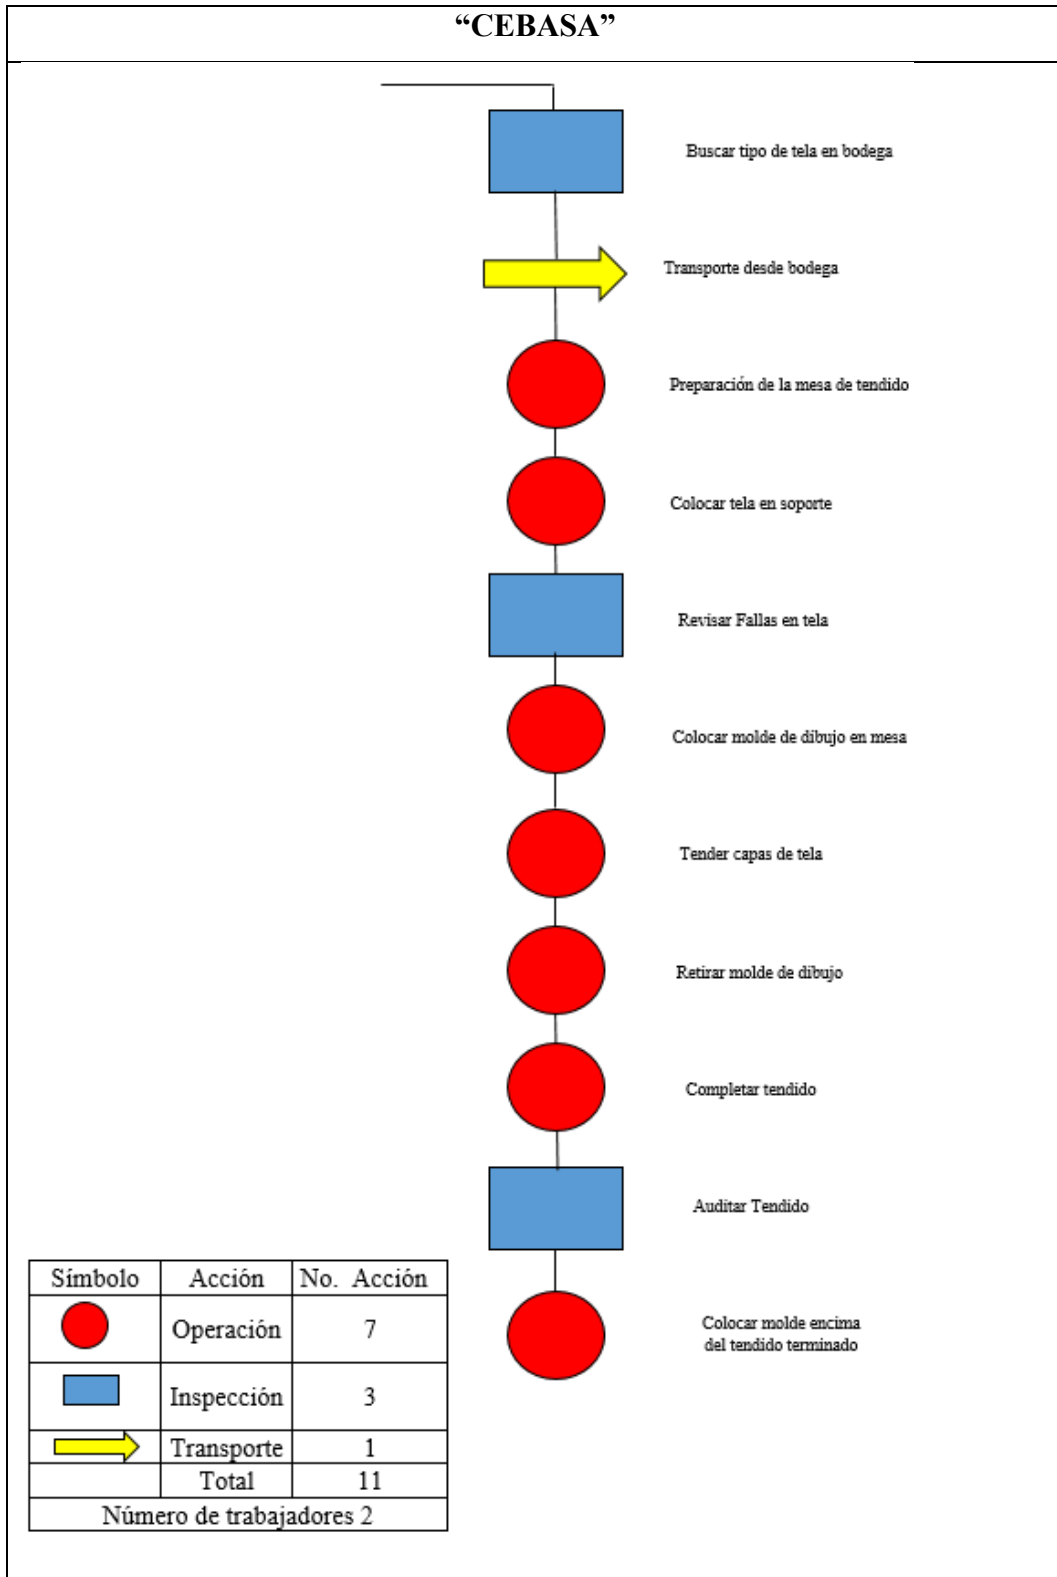 “CEBASA”
Buscar tipo de tela en bodega
Transporte desde bodega
Preparación de la mesa de tendido
Colocar tela en soporte
Revisar Fallas en tela
Colocar molde de dibujo en mesa
Tender capas de tela
Retirar molde de dibujo
Completar tendido
Auditar Tendido
Colocar molde encima
del tendido terminado
Símbolo Acción No. Acción
Operación 7
Inspección 3
Transporte 1
Total 11
Número de trabajadores 2